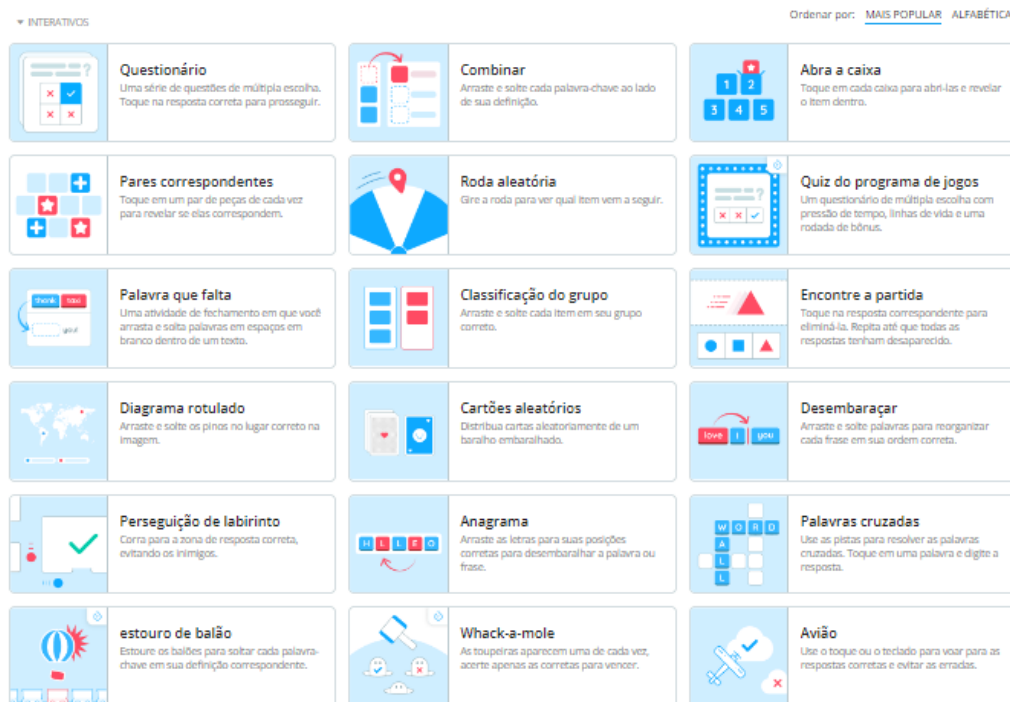 Ordenar por: MAIS POPULAR ALFABÉTICA
INTERATIVOS
Questionário
Uma série de questões de múltipla escolha.
Toque na resposta correta para prosseguir.
Combinar
Arraste e solte cada palavra-chave ao lado
de sua definição.
Abra a caixa
Toque em cada caixa para abri-las e revelar
o item dentro.
1 2
3 4 5
Pares correspondentes
Toque em um par de peças de cada vez
para revelar se elas correspondem.
Roda aleatória
Gire a roda para ver qual item vem a seguir.
Quiz do programa de jogos
Um questionário de múltipla escolha com
pressão de tempo, linhas de vida e uma
rodada de bônus.
Palavra que falta
Uma atividade de fechamento em que você
arrasta e solta palavras em espaços em
branco dentro de um texto.
thank
you!
Classificação do grupo
Arraste e solte cada item em seu grupo
correto.
Encontre a partida
Toque na resposta correspondente para
eliminá-la. Repita até que todas as
respostas tenham desaparecido.
Diagrama rotulado
Arraste e solte os pinos no lugar correto na
imagem.
Cartões aleatórios
Distribua cartas aleatoriamente de um
baralho embaralhado.
Desembaraçar
Arraste e solte palavras para reorganizar
cada frase em sua ordem correta.
love i you
Perseguição de labirinto
Corra para a zona de resposta correta,
evitando os inimigos.
Anagrama
Arraste as letras para suas posições
corretas para desembaralhar a palavra ou
frase.
H L L E O
Palavras cruzadas
Use as pistas para resolver as palavras
cruzadas. Toque em uma palavra e digite a
resposta.
W O R D
A
L
L
estouro de balão
Estoure os balões para soltar cada palavra-
chave em sua definição correspondente.
Whack-a-mole
As toupeiras aparecem uma de cada vez,
acerte apenas as corretas para vencer.
Avião
Use o toque ou o teclado para voar para as
respostas corretas e evitar as erradas.